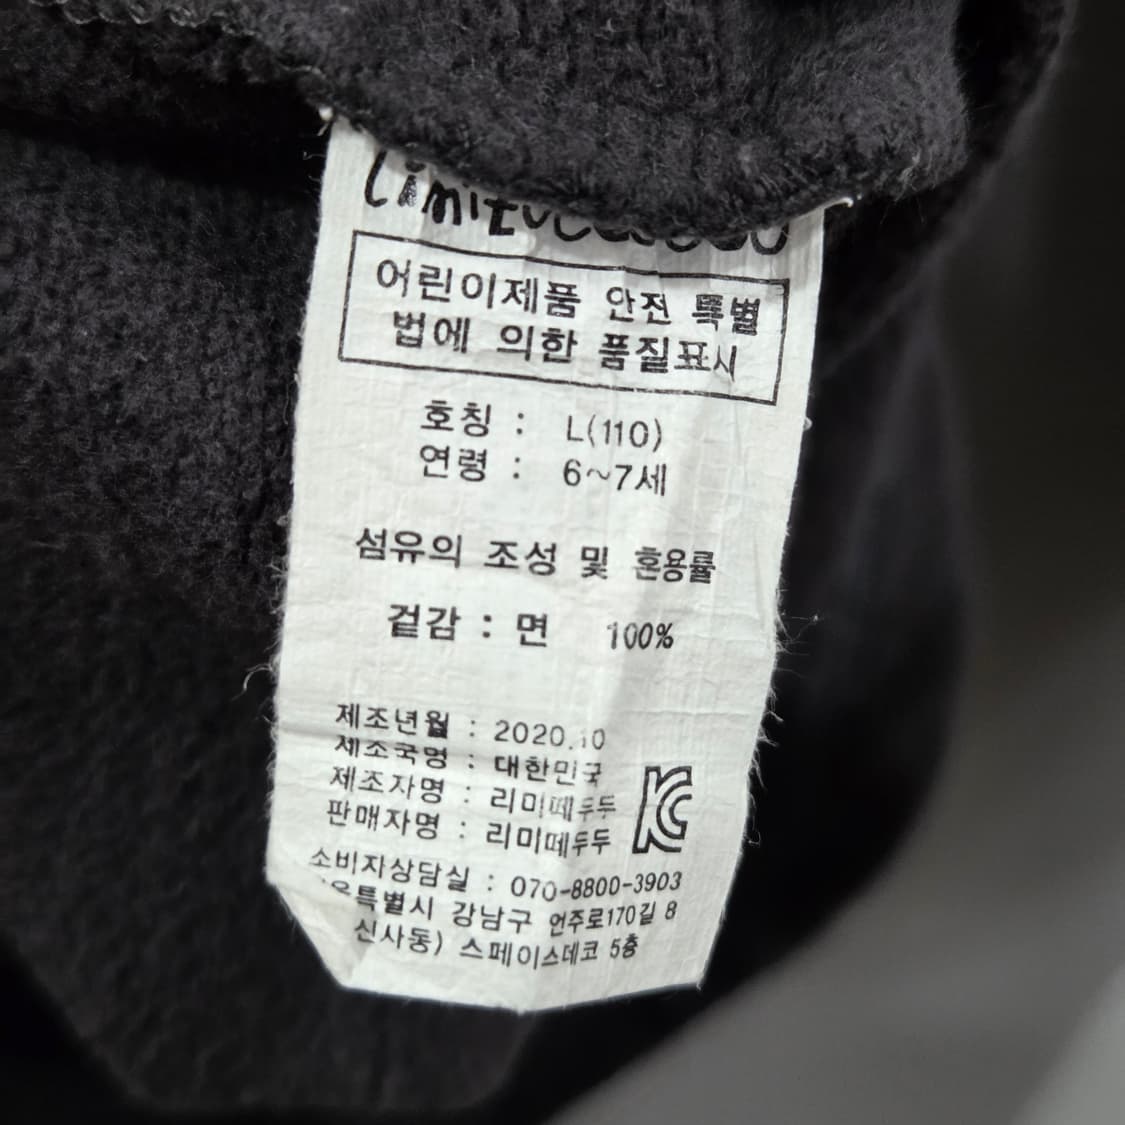 어린이제품 안전 특별
법에 의한 품질표시
호칭 : L(110)
연령 : 6~7세
섬유의 조성 및 혼용률
겉감 : 면 100%
제조년월 : 2020.10
제조국명 : 대한민국
제조자명 : 리미떼두두
판매자명 : 리미떼두두
KC
소비자상담실 : 070-8800-3903
특별시 강남구 언주로170길 8
신사동) 스페이스데코 5층